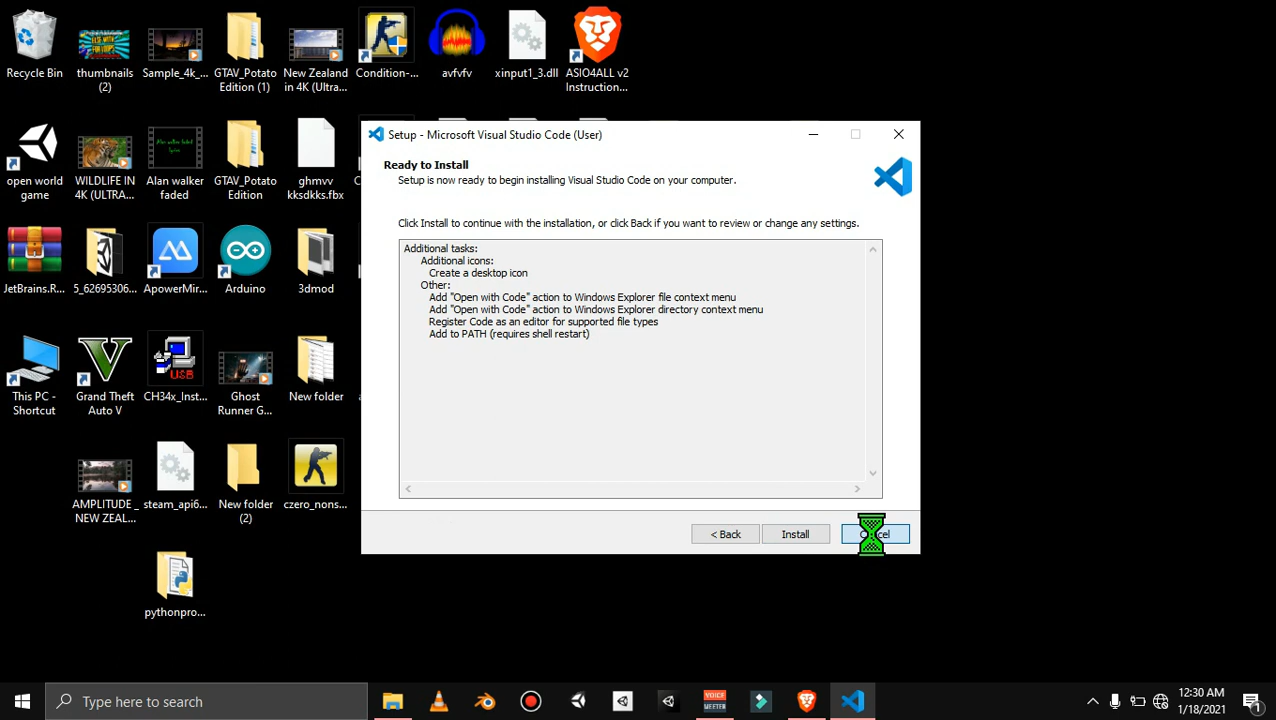 Recycle Bin
thumbnails (2)
Sample_4k_...
GTAV_Potato Edition (1)
New Zealand in 4K (Ultra...
Condition-...
avfvfv
xinput1_3.dll
ASIO4ALL v2 Instruction...
open world game
WILDLIFE IN 4K (ULTRA...
Alan walker faded
GTAV_Potato Edition
ghmvv kksdkks.fbx
JetBrains.R...
5_62695306...
ApowerMir...
Arduino
3dmod
This PC - Shortcut
Grand Theft Auto V
CH34x_Inst...
Ghost Runner G...
New folder
AMPLITUDE_ NEW ZEAL...
steam_api6...
New folder (2)
czero_nons...
pythonpro...
Setup - Microsoft Visual Studio Code (User)
Ready to Install
Setup is now ready to begin installing Visual Studio Code on your computer.
Click Install to continue with the installation, or click Back if you want to review or change any settings.
Additional tasks:
Additional icons:
Create a desktop icon
Other:
Add "Open with Code" action to Windows Explorer file context menu
Add "Open with Code" action to Windows Explorer directory context menu
Register Code as an editor for supported file types
Add to PATH (requires shell restart)
< Back
Install
Type here to search
VOICE MEETER
12:30 AM
1/18/2021
1